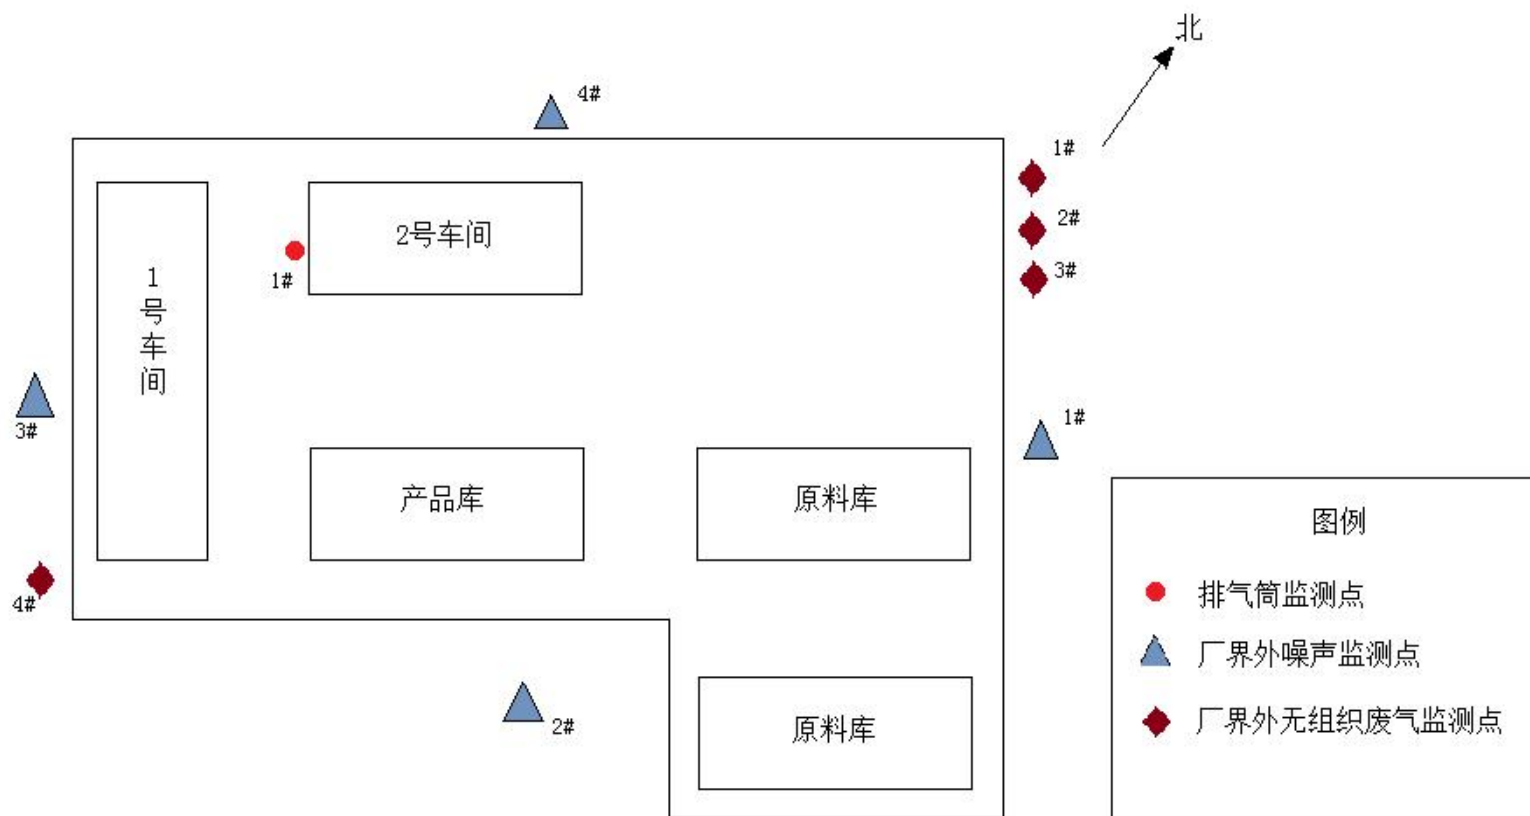 北
4#
1#
2#
3#
2号车间
1#
1号车间
3#
1#
产品库
原料库
4#
2#
原料库
图例
排气筒监测点
厂界外噪声监测点
厂界外无组织废气监测点